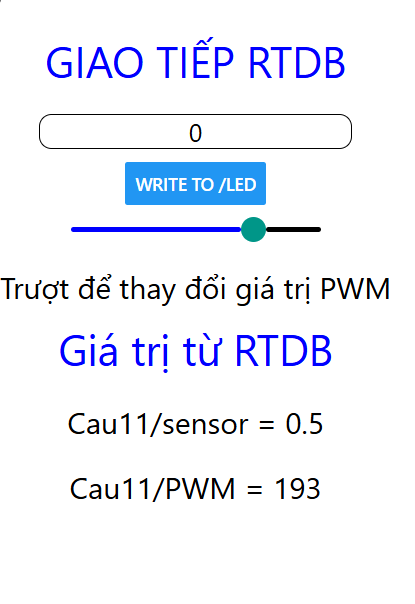 GIAO TIẾP RTDB
0
WRITE TO /LED
Trượt để thay đổi giá trị PWM
Giá trị từ RTDB
Cau11/sensor = 0.5
Cau11/PWM = 193